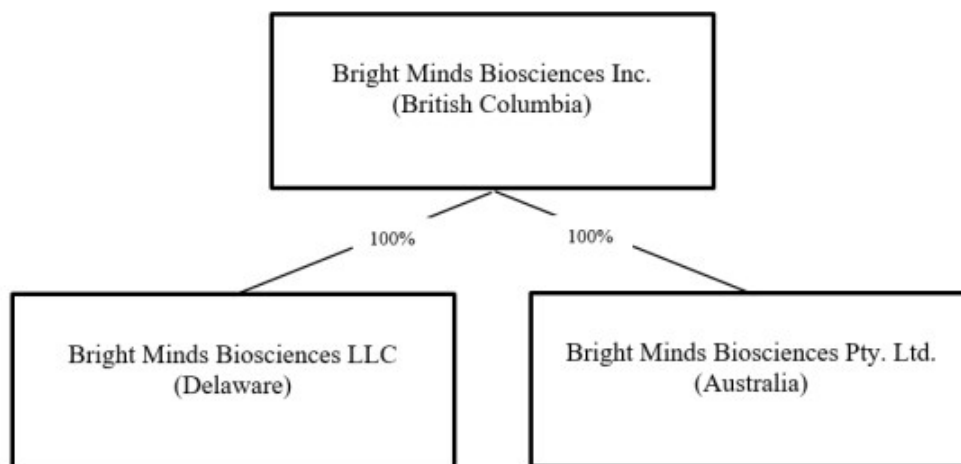 Bright Minds Biosciences Inc.
(British Columbia)
100%
100%
Bright Minds Biosciences LLC
(Delaware)
Bright Minds Biosciences Pty. Ltd.
(Australia)